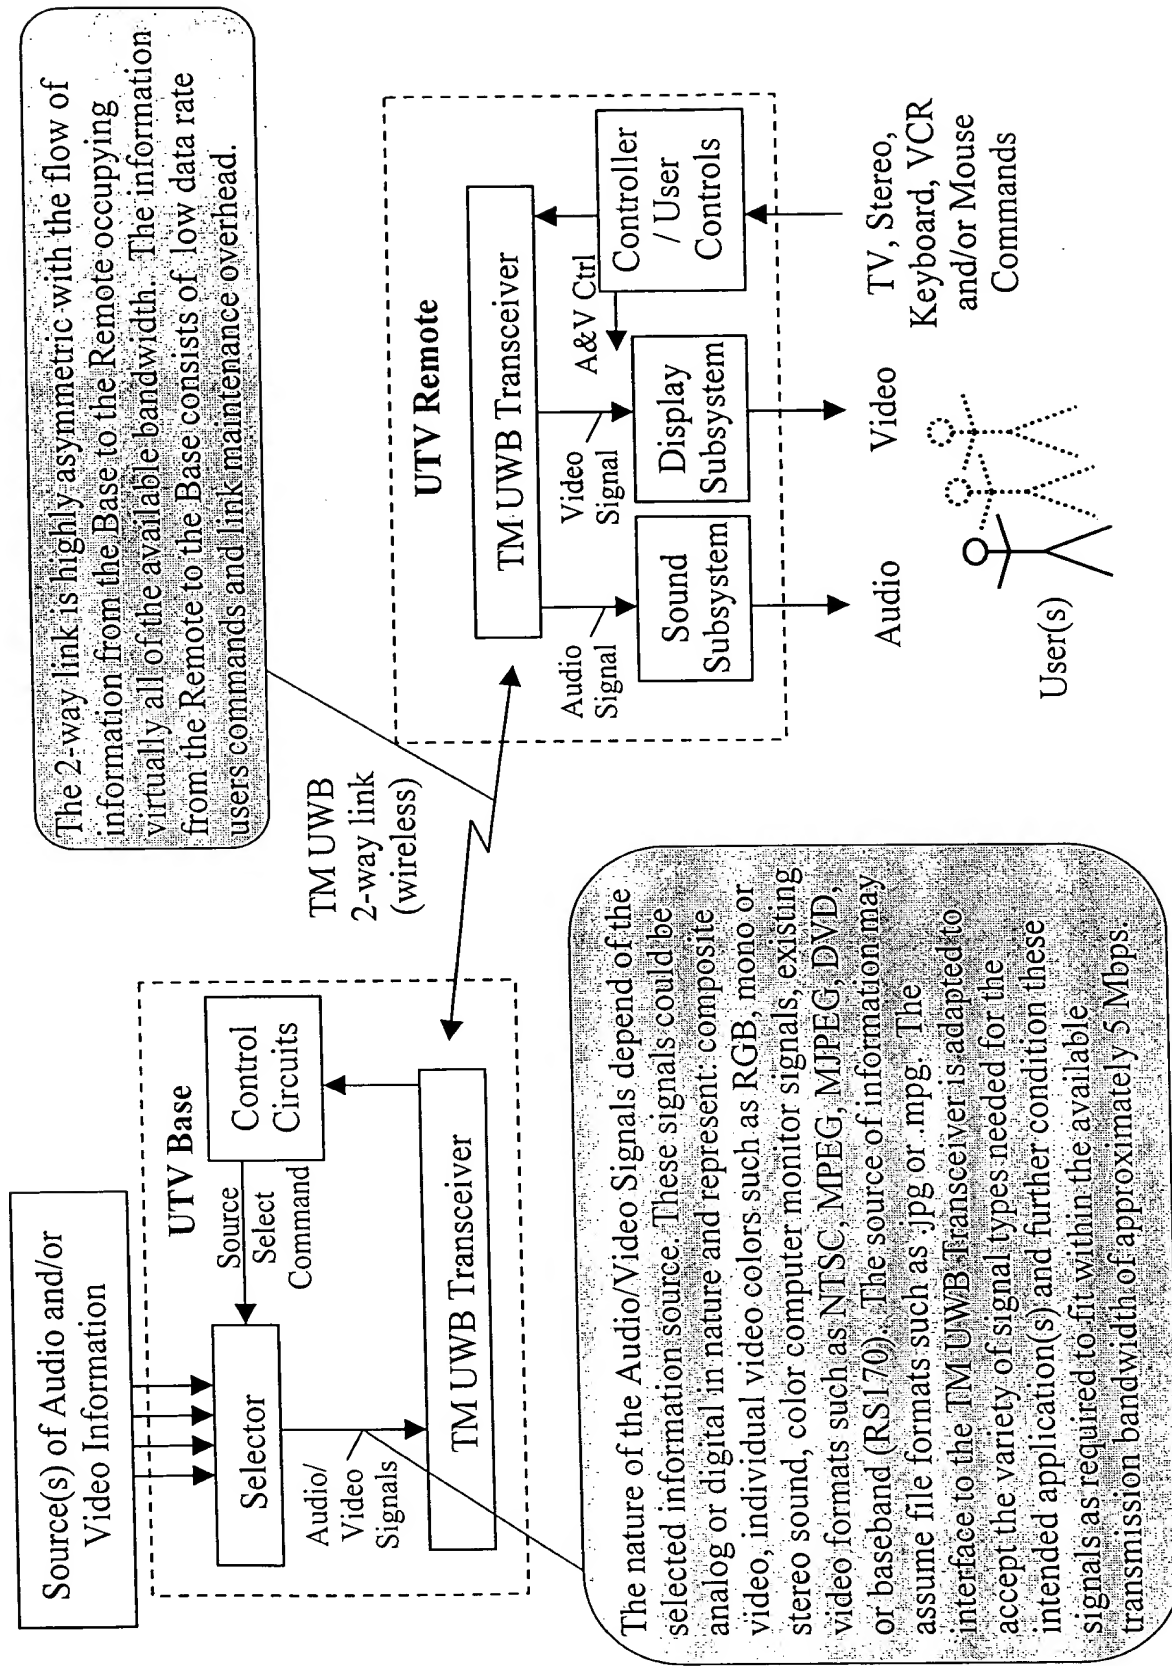 Source(s) of Audio and/or
Video Information
UTV Base
Selector
Source
Select
Command
Control
Circuits
Audio/
Video
Signals
TM UWB Transceiver
TM UWB
2-way link
(wireless)
The 2-way link is highly asymmetric with the flow of
information from the Base to the Remote occupying
virtually all of the available bandwidth. The information
from the Remote to the Base consists of low data rate
users commands and link maintenance overhead.
UTV Remote
TM UWB Transceiver
Audio
Signal
Video
Signal
A&V Ctrl
Sound
Subsystem
Display
Subsystem
Controller
/ User
Controls
Audio
Video
TV, Stereo,
Keyboard, VCR
and/or Mouse
Commands
User(s)
The nature of the Audio/Video Signals depend of the
selected information source. These signals could be
analog or digital in nature and represent: composite
video, individual video colors such as RGB, mono or
stereo sound, color computer monitor signals, existing
video formats such as NTSC, MPEG, MJPEG, DVD,
or baseband (RS170). The source of information may
assume file formats such as .jpg or .mpg. The
interface to the TM UWB Transceiver is adapted to
accept the variety of signal types needed for the
intended application(s) and further condition these
signals as required to fit within the available
transmission bandwidth of approximately 5 Mbps.